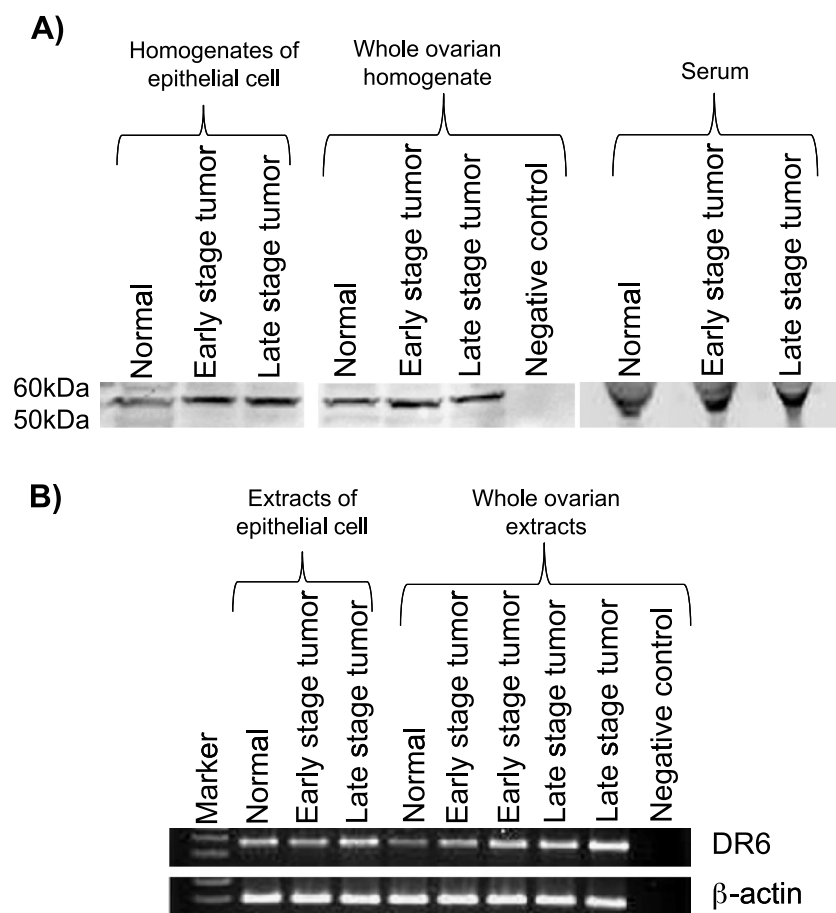 A)
Homogenates of
epithelial cell
Whole ovarian
homogenate
Serum
Normal
Early stage tumor
Late stage tumor
Normal
Early stage tumor
Late stage tumor
Negative control
Normal
Early stage tumor
Late stage tumor
60kDa
50kDa
B)
Extracts of
epithelial cell
Whole ovarian
extracts
Marker
Normal
Early stage tumor
Late stage tumor
Normal
Early stage tumor
Early stage tumor
Late stage tumor
Late stage tumor
Negative control
DR6
β-actin